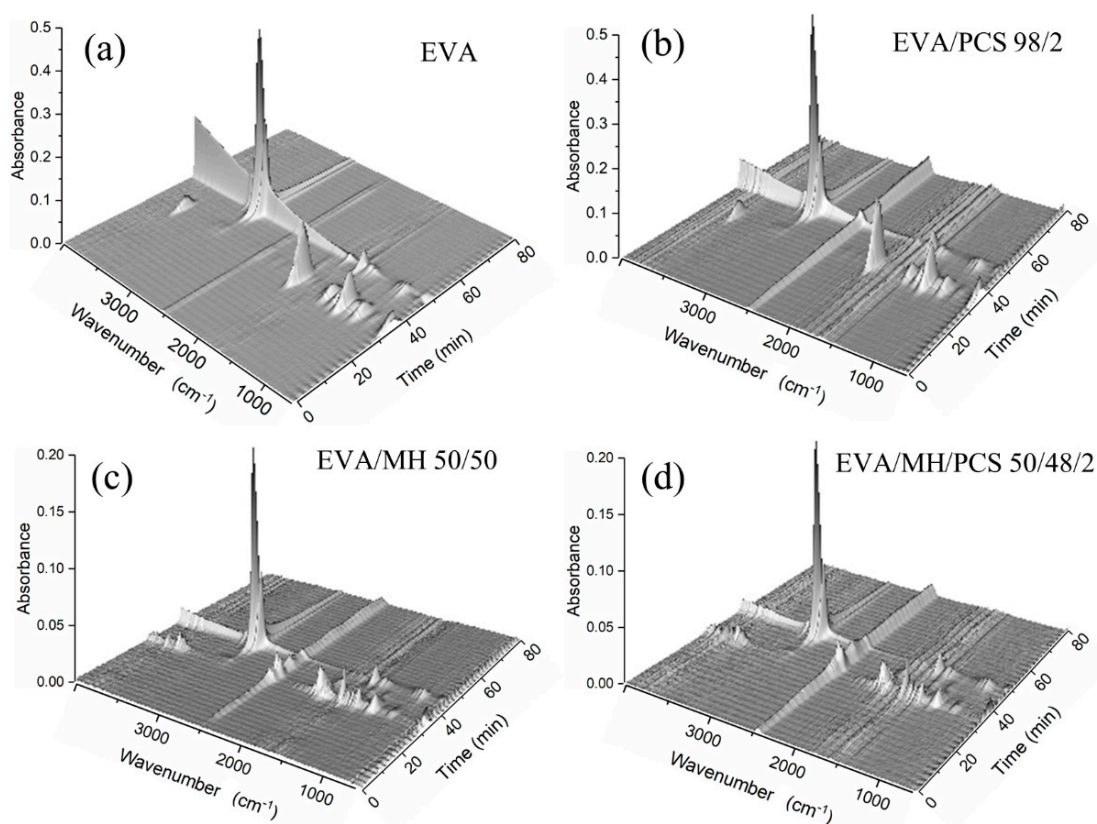 (a)
EVA
0.5
0.4
0.3
0.2
0.1
0.0
Absorbance
3000
2000
1000
Wavenumber (cm⁻¹)
0
20
40
60
80
Time (min)
(b)
EVA/PCS 98/2
0.5
0.4
0.3
0.2
0.1
0.0
Absorbance
3000
2000
1000
Wavenumber (cm⁻¹)
0
20
40
60
80
Time (min)
(c)
EVA/MH 50/50
0.20
0.15
0.10
0.05
0.00
Absorbance
3000
2000
1000
Wavenumber (cm⁻¹)
0
20
40
60
80
Time (min)
(d)
EVA/MH/PCS 50/48/2
0.20
0.15
0.10
0.05
0.00
Absorbance
3000
2000
1000
Wavenumber (cm⁻¹)
0
20
40
60
80
Time (min)